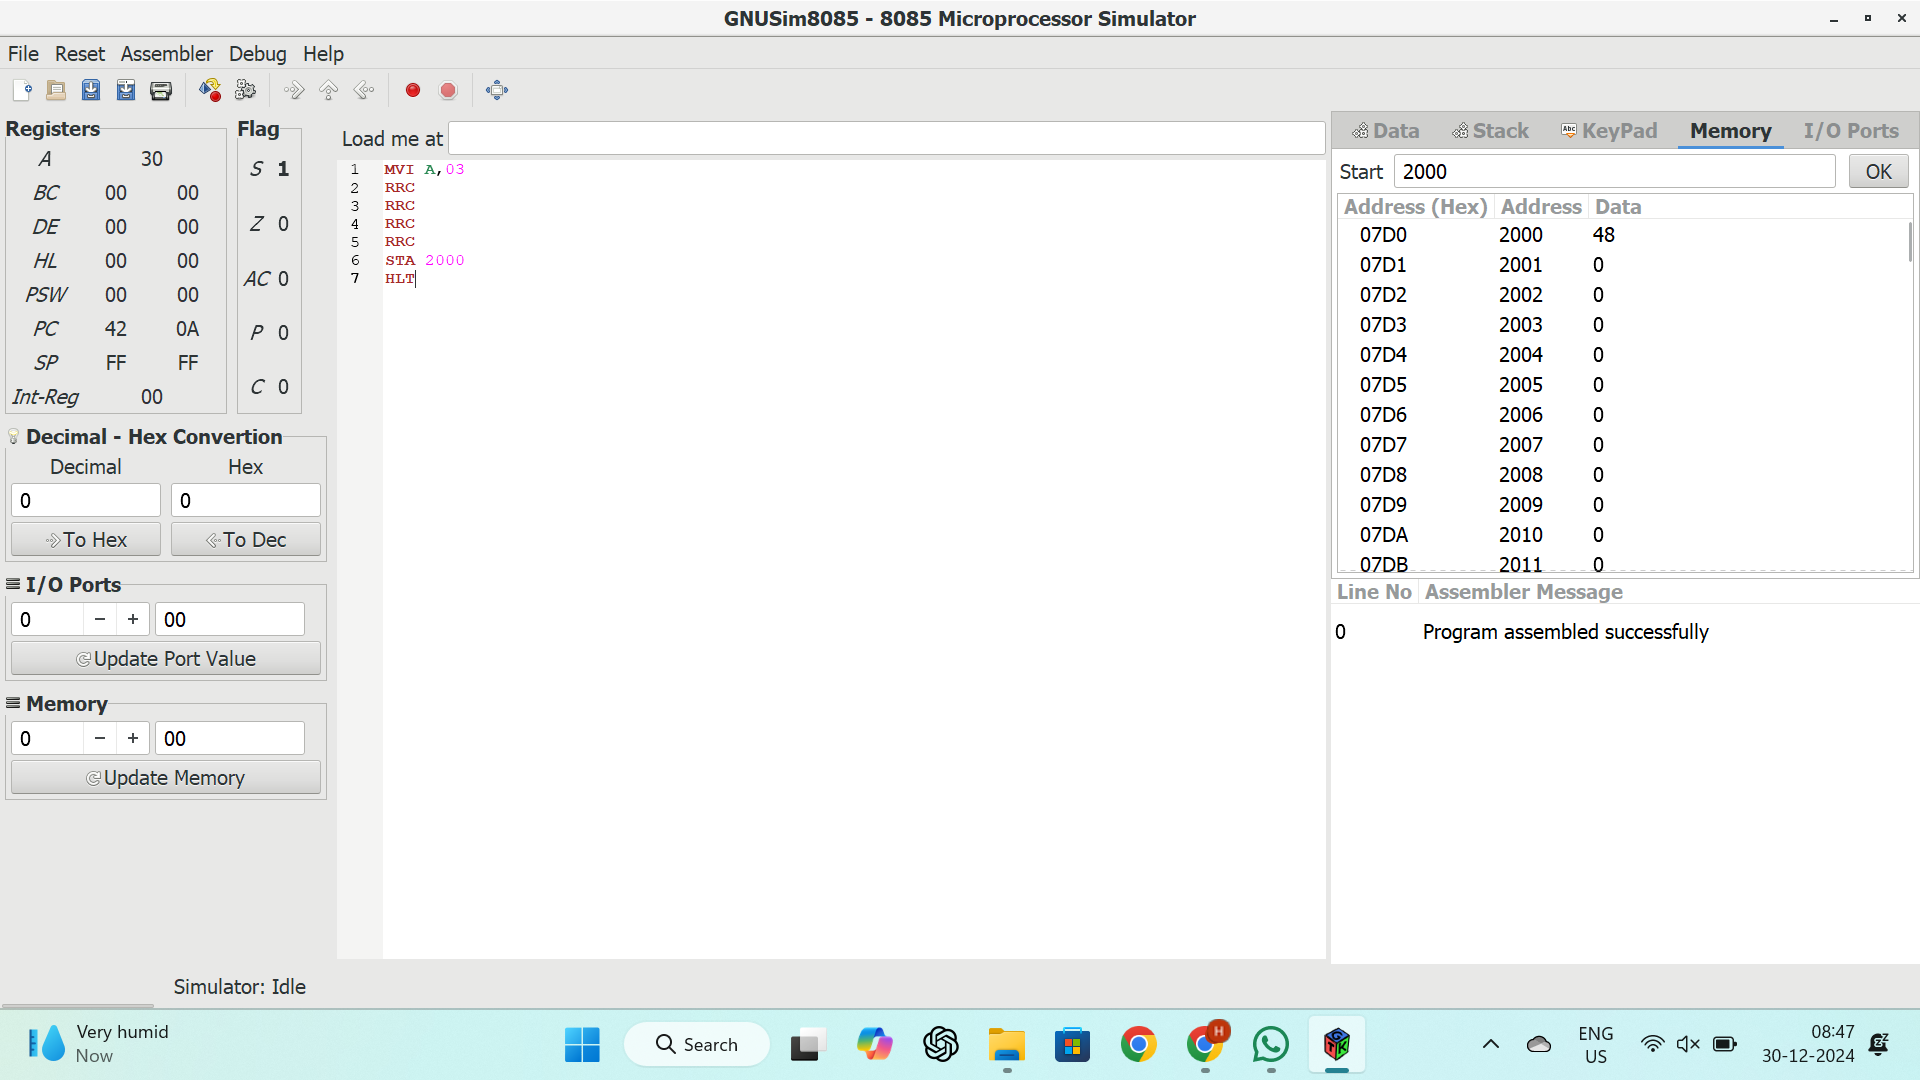 GNUSim8085 - 8085 Microprocessor Simulator
File Reset Assembler Debug Help
Registers
A 30
BC 00 00
DE 00 00
HL 00 00
PSW 00 00
PC 42 0A
SP FF FF
Int-Reg 00
Flag
S 1
Z 0
AC 0
P 0
C 0
Decimal - Hex Convertion
Decimal Hex
0 0
To Hex To Dec
I/O Ports
0 − + 00
Update Port Value
Memory
0 − + 00
Update Memory
Load me at
1 MVI A,03
2 RRC
3 RRC
4 RRC
5 RRC
6 STA 2000
7 HLT
Data Stack Abc KeyPad Memory I/O Ports
Start 2000 OK
Address (Hex) Address Data
07D0 2000 48
07D1 2001 0
07D2 2002 0
07D3 2003 0
07D4 2004 0
07D5 2005 0
07D6 2006 0
07D7 2007 0
07D8 2008 0
07D9 2009 0
07DA 2010 0
07DB 2011 0
Line No Assembler Message
0 Program assembled successfully
Simulator: Idle
Very humid
Now
Search
H
GTK
ENG
US
08:47
30-12-2024